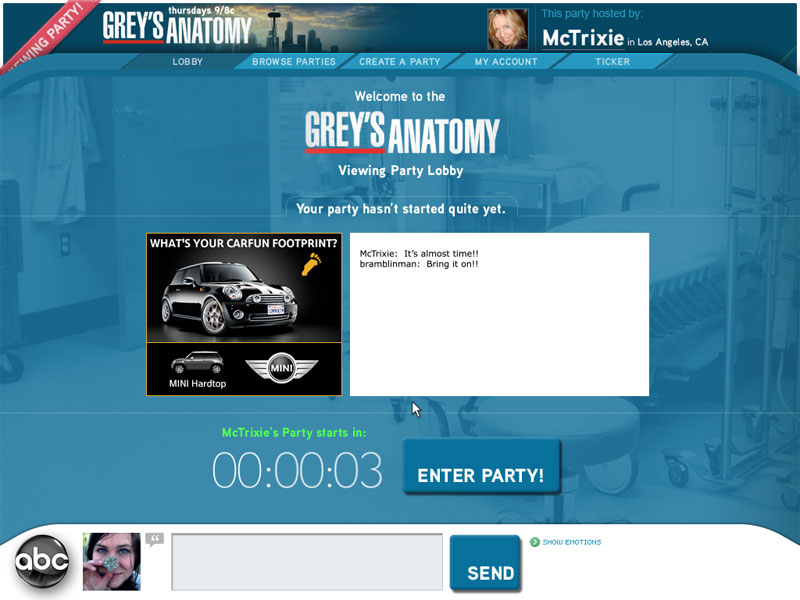 VIEWING PARTY!
thursdays 9/8c
GREY'S ANATOMY
This party hosted by:
McTrixie in Los Angeles, CA
LOBBY
BROWSE PARTIES
CREATE A PARTY
MY ACCOUNT
TICKER
Welcome to the
GREY'S ANATOMY
Viewing Party Lobby
Your party hasn't started quite yet.
WHAT'S YOUR CARFUN FOOTPRINT?
MINI Hardtop
MINI
McTrixie: It's almost time!!
bramblinman: Bring it on!!
McTrixie's Party starts in:
00:00:03
ENTER PARTY!
abc
SEND
SHOW EMOTIONS